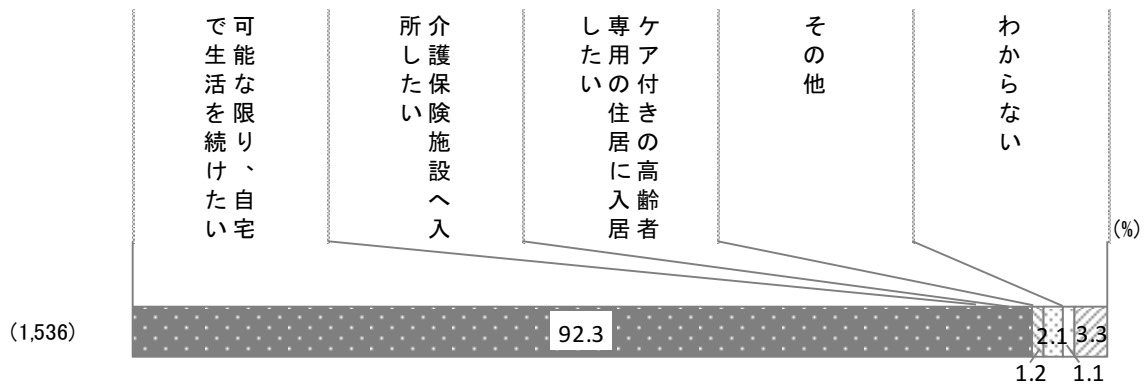 可能な限り、自宅
で生活を続けたい
介護保険施設へ入
所したい
ケア付きの高齢者
専用の住居に入居
したい
その他
わからない
(%)
(1,536)
92.3
2.1
3.3
1.2
1.1